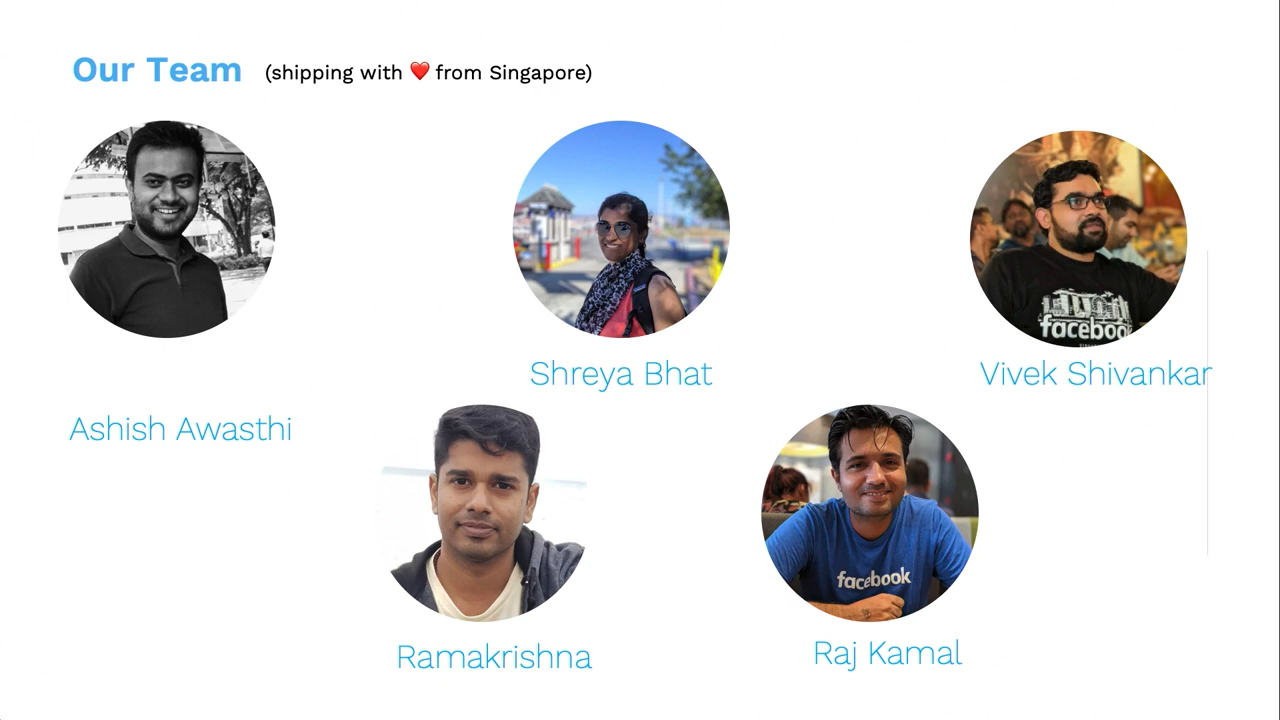 Our Team (shipping with ❤️ from Singapore)
Shreya Bhat
Vivek Shivankar
Ashish Awasthi
Ramakrishna
Raj Kamal
facebook
facebook